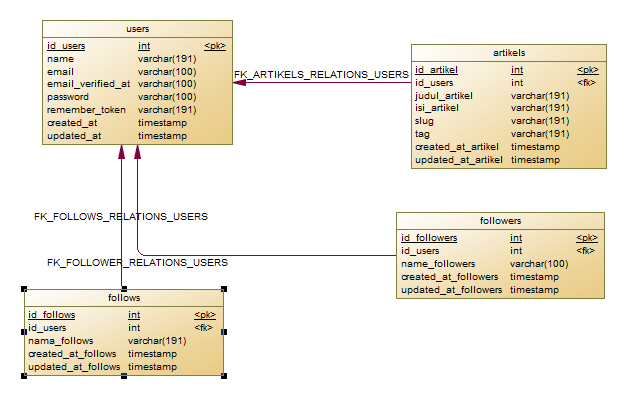 users
id_users int <pk>
name varchar(191)
email varchar(100)
email_verified_at varchar(100)
password varchar(100)
remember_token varchar(191)
created_at timestamp
updated_at timestamp
FK_ARTIKELS_RELATIONS_USERS
artikels
id_artikel int <pk>
id_users int <fk>
judul_artikel varchar(191)
isi_artikel varchar(191)
slug varchar(191)
tag varchar(191)
created_at_artikel timestamp
updated_at_artikel timestamp
FK_FOLLOWS_RELATIONS_USERS
FK_FOLLOWER_RELATIONS_USERS
followers
id_followers int <pk>
id_users int <fk>
name_followers varchar(100)
created_at_followers timestamp
updated_at_followers timestamp
follows
id_follows int <pk>
id_users int <fk>
nama_follows varchar(191)
created_at_follows timestamp
updated_at_follows timestamp